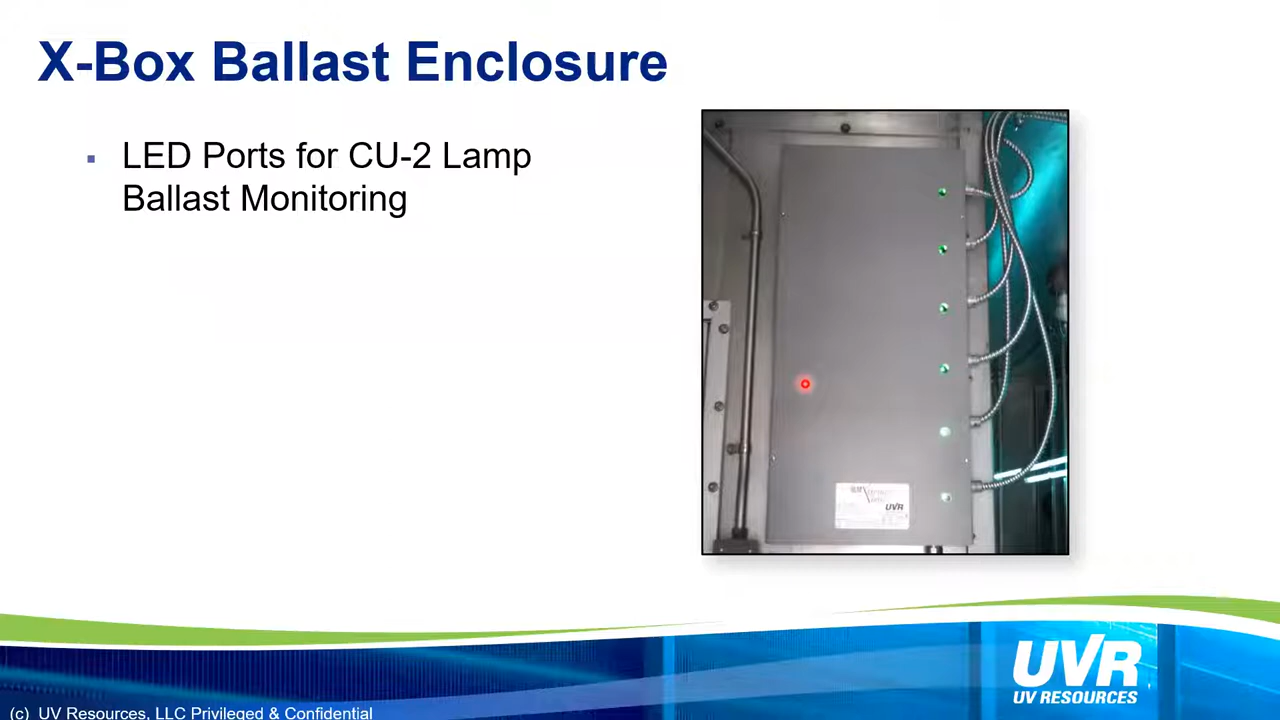 X-Box Ballast Enclosure
▪ LED Ports for CU-2 Lamp
Ballast Monitoring
UVR
UVR
UV RESOURCES
(c) UV Resources, LLC Privileged & Confidential